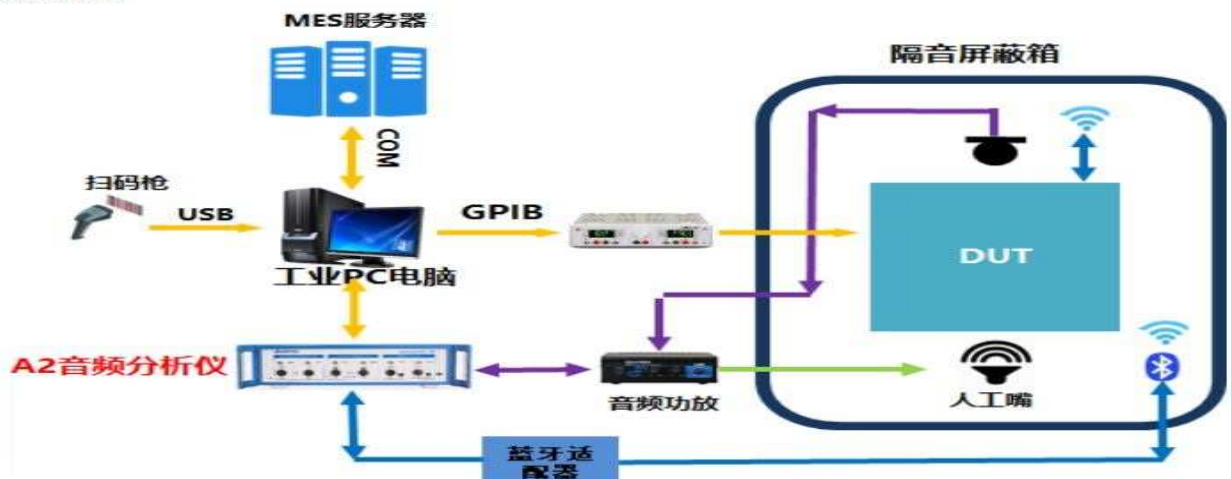 MES服务器
隔音屏蔽箱
COM
扫码枪
USB
GPIB
工业PC电脑
DUT
A2音频分析仪
音频功放
人工嘴
蓝牙适
配器